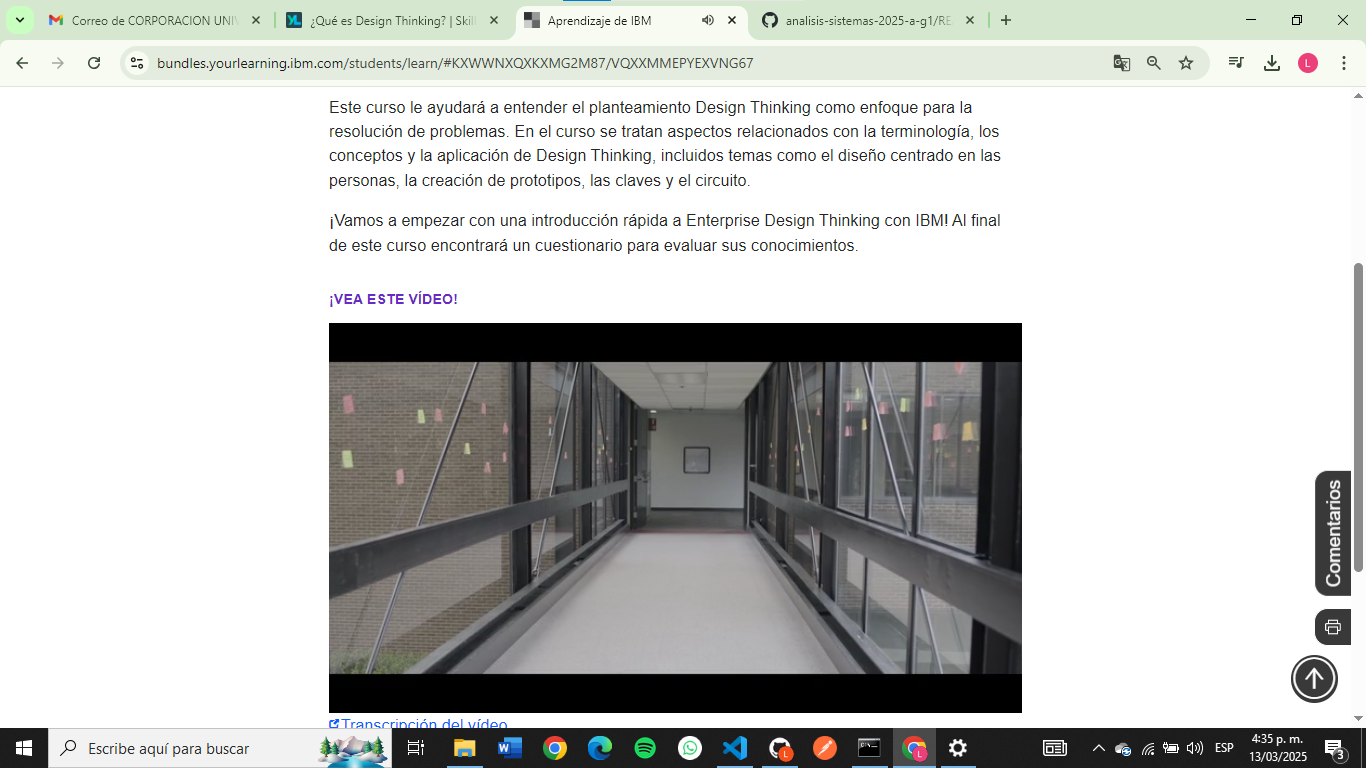 Correo de CORPORACION UNIV
¿Qué es Design Thinking? | Skil
Aprendizaje de IBM
analisis-sistemas-2025-a-g1/RE
bundles.yourlearning.ibm.com/students/learn/#KXWWNXQXKXMG2M87/VQXXMMEPYEXVNG67
L
Este curso le ayudará a entender el planteamiento Design Thinking como enfoque para la
resolución de problemas. En el curso se tratan aspectos relacionados con la terminología, los
conceptos y la aplicación de Design Thinking, incluidos temas como el diseño centrado en las
personas, la creación de prototipos, las claves y el circuito.
¡Vamos a empezar con una introducción rápida a Enterprise Design Thinking con IBM! Al final
de este curso encontrará un cuestionario para evaluar sus conocimientos.
¡VEA ESTE VÍDEO!
Comentarios
Transcripción del vídeo
Escribe aquí para buscar
ESP
4:35 p. m.
13/03/2025
3